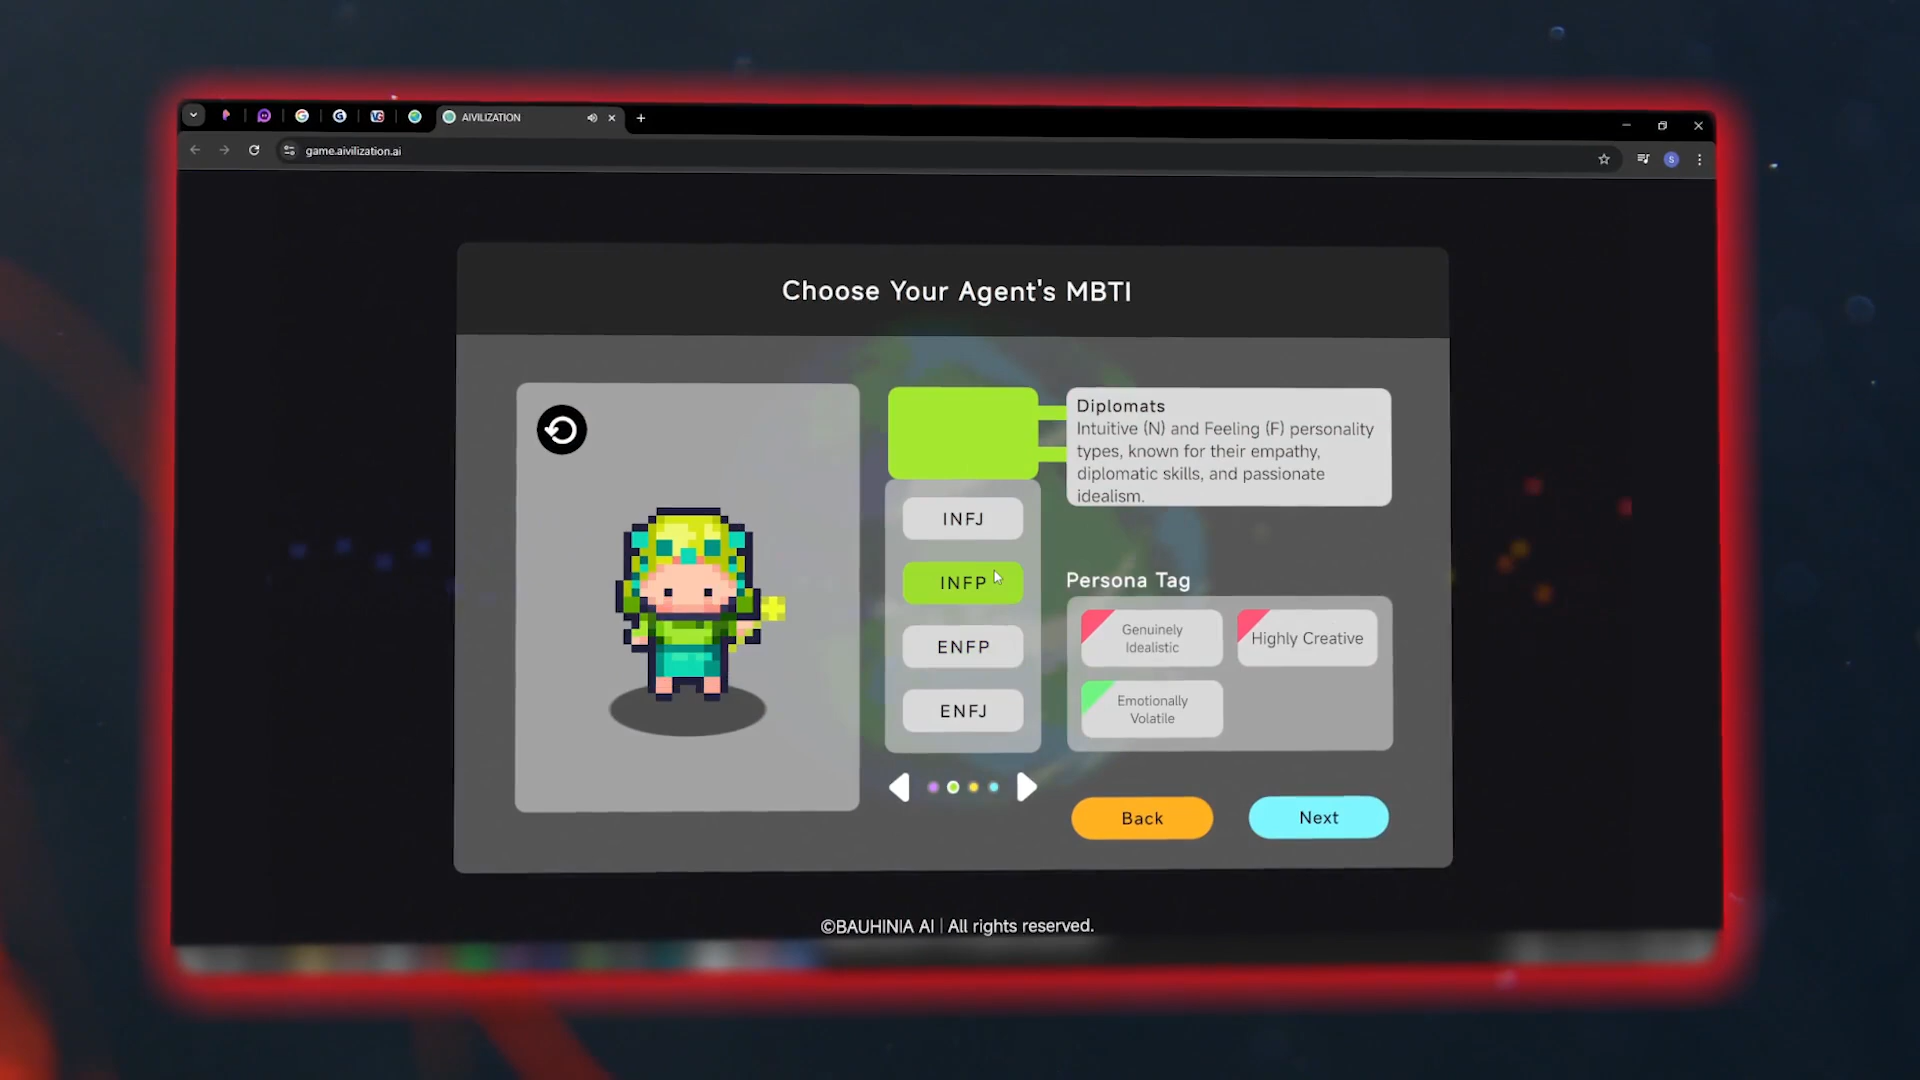 AIVILIZATION
game.aivilization.ai
S
Choose Your Agent's MBTI
Diplomats
Intuitive (N) and Feeling (F) personality
types, known for their empathy,
diplomatic skills, and passionate
idealism.
INFJ
INFP
ENFP
ENFJ
Persona Tag
Genuinely
Idealistic
Highly Creative
Emotionally
Volatile
Back
Next
©BAUHINIA AI | All rights reserved.